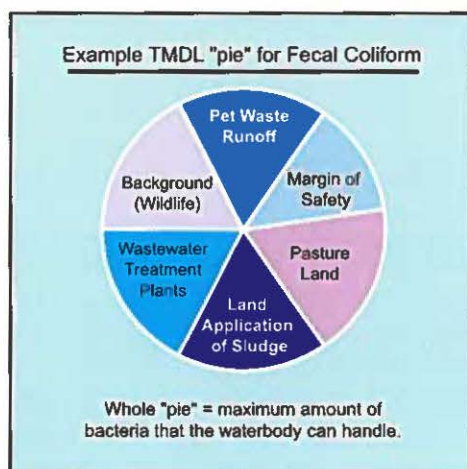 Example TMDL "pie" for Fecal Coliform
Pet Waste
Runoff
Margin of
Safety
Pasture
Land
Land
Application
of Sludge
Wastewater
Treatment
Plants
Background
(Wildlife)
Whole "pie" = maximum amount of
bacteria that the waterbody can handle.